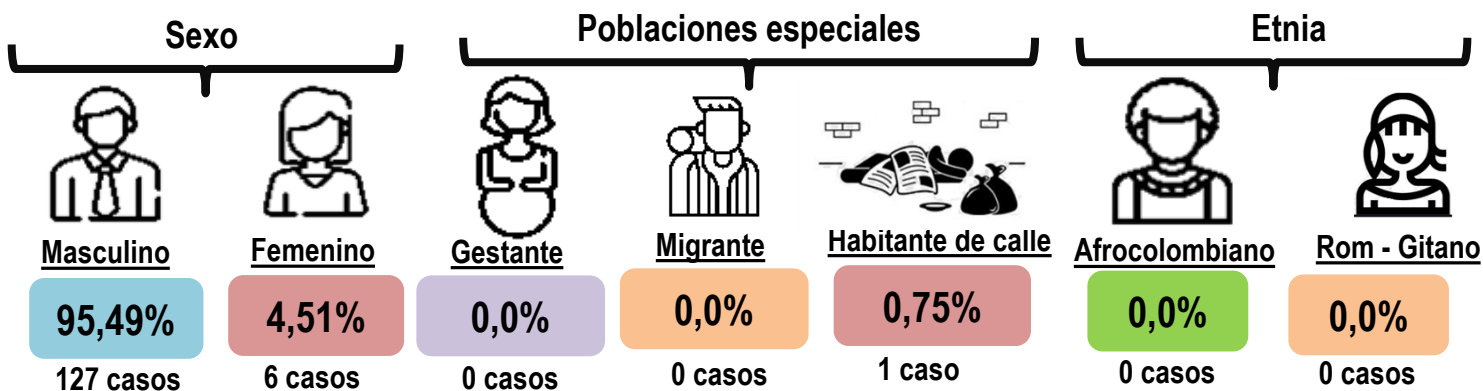 Sexo
Poblaciones especiales
Etnia
Masculino
Femenino
Gestante
Migrante
Habitante de calle
Afrocolombiano
Rom - Gitano
95,49%
4,51%
0,0%
0,0%
0,75%
0,0%
0,0%
127 casos
6 casos
0 casos
0 casos
1 caso
0 casos
0 casos